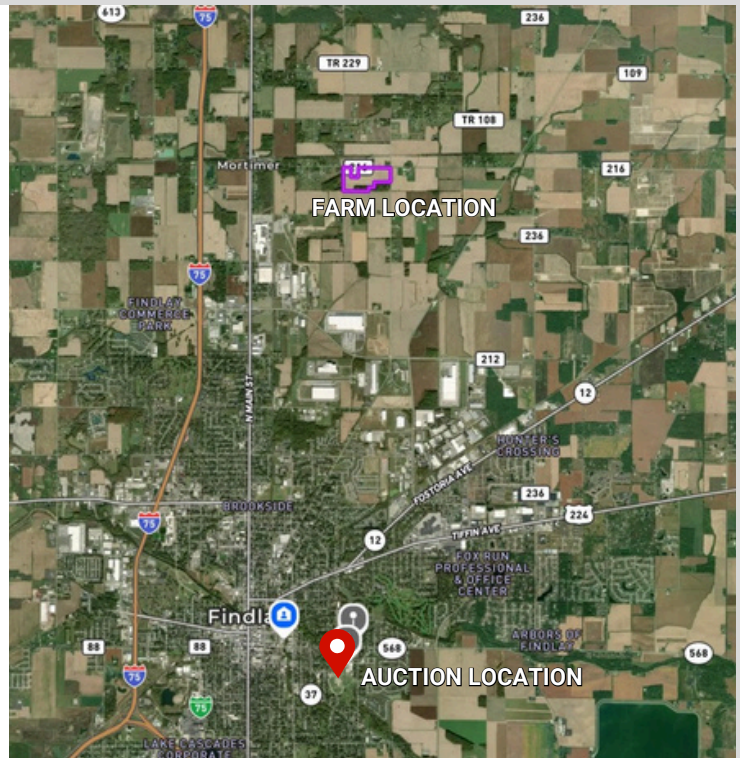 613
75
236
TR 229
109
TR 108
Mortimer
216
FARM LOCATION
236
75
FINDLAY
COMMERCE
PARK
212
N MAIN ST
12
HUNTER'S
CROSSING
FOSTORIA AVE
236
BROOKSIDE
224
75
TIFFIN AVE
12
FOX RUN
PROFESSIONAL
& OFFICE
CENTER
Findla
ARBORS OF
FINDLAY
88
88
568
568
AUCTION LOCATION
75
37
75
LAKE CASCADES
CORPORATE